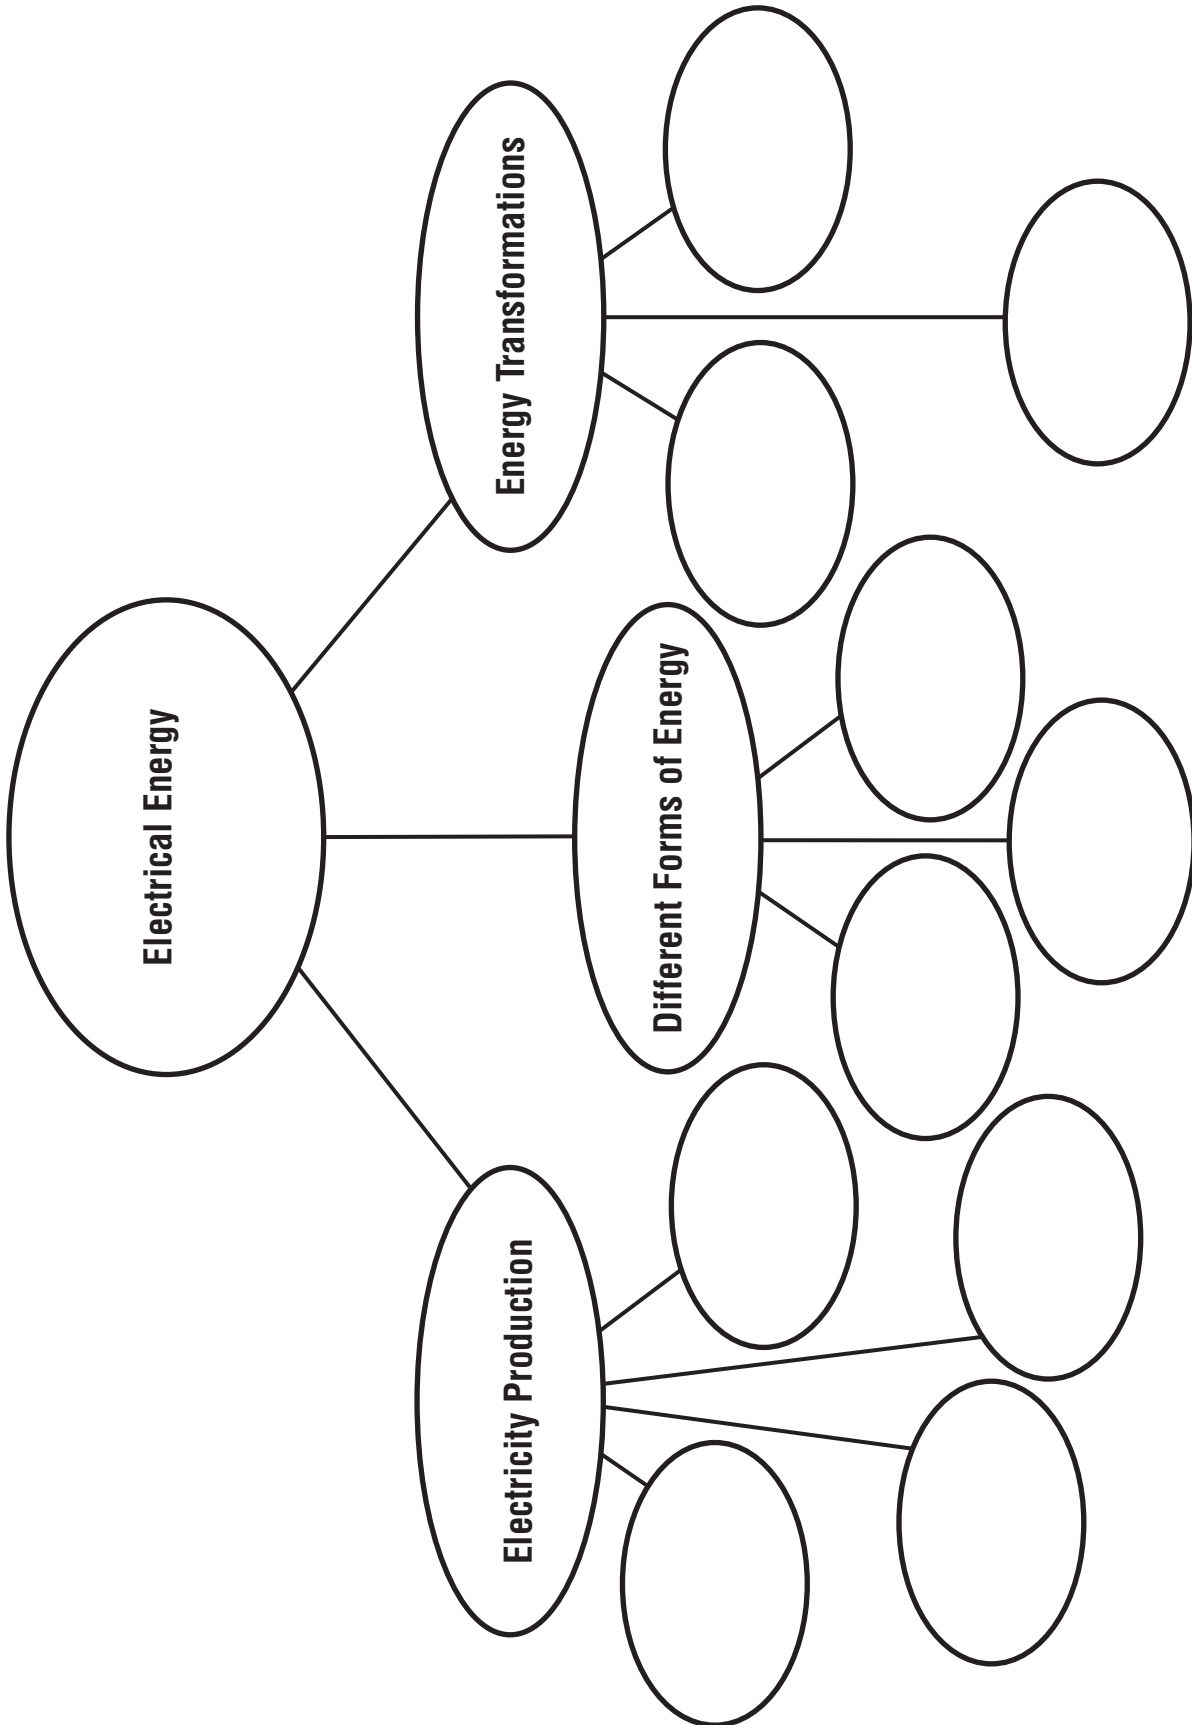 Electrical Energy
Electricity Production
Different Forms of Energy
Energy Transformations